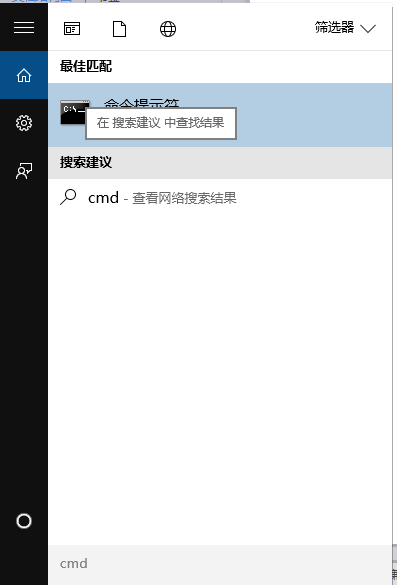 筛选器
最佳匹配
命令提示符
在 搜索建议 中查找结果
搜索建议
cmd - 查看网络搜索结果
cmd